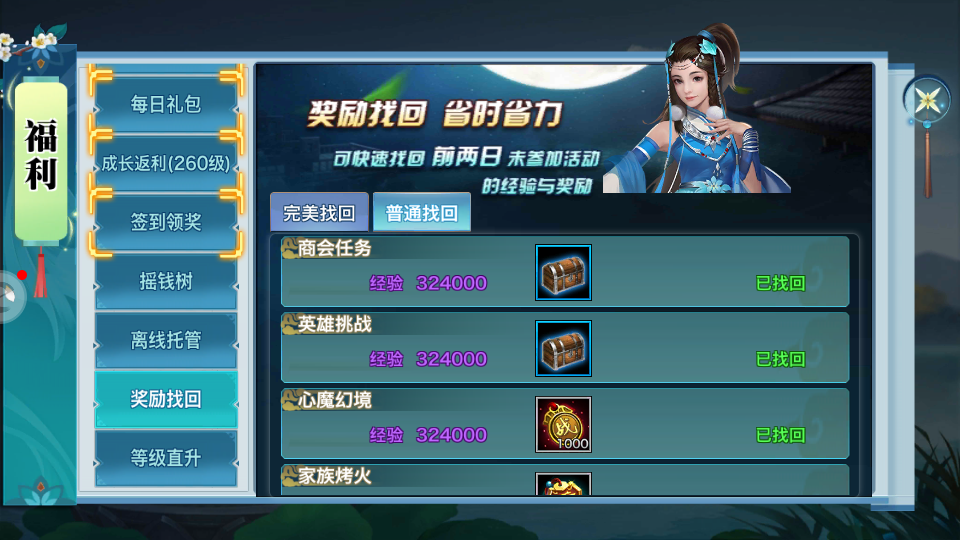 福利
每日礼包
成长返利(260级)
签到领奖
摇钱树
离线托管
奖励找回
等级直升
奖励找回 省时省力
可快速找回 前两日 未参加活动
的经验与奖励
完美找回 普通找回
商会任务
经验 324000 已找回
英雄挑战
经验 324000 已找回
心魔幻境
经验 324000 战 1000 已找回
家族烤火